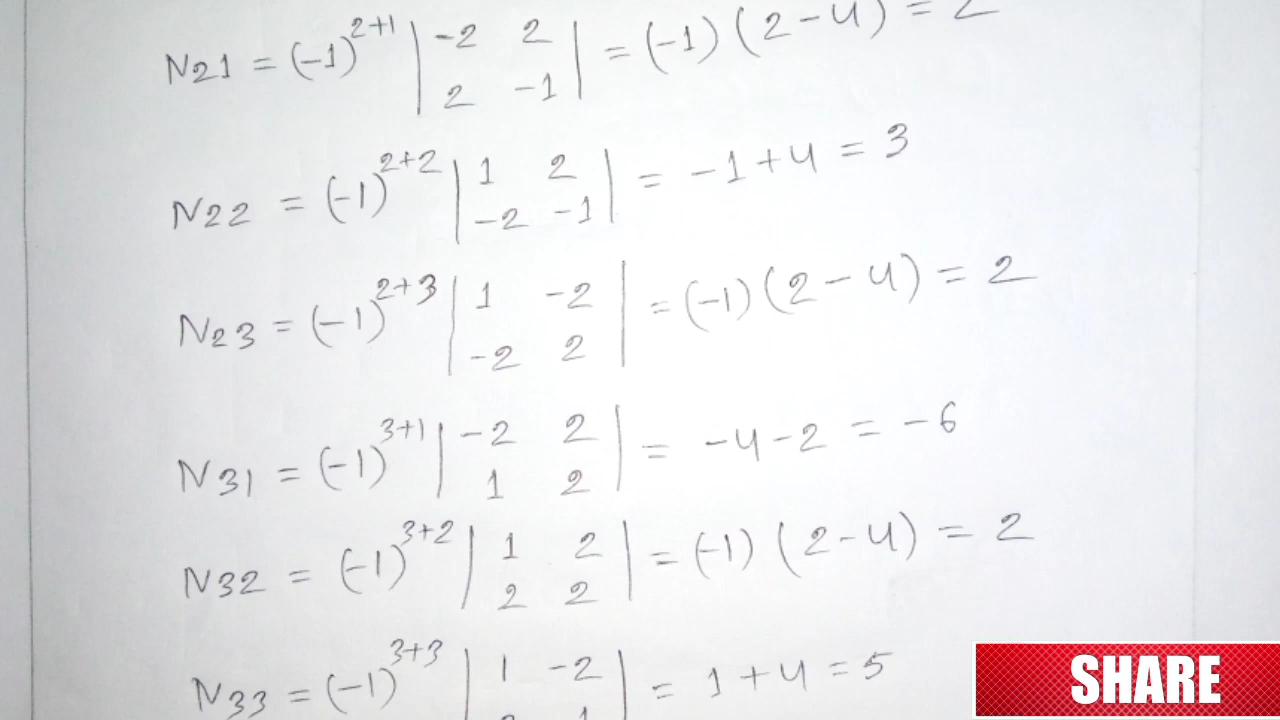 N21 = (-1)^{2+1} | -2 2 | = (-1) (2-4) = 2
2 -1
N22 = (-1)^{2+2} | 1 2 | = -1+4 = 3
-2 -1
N23 = (-1)^{2+3} | 1 -2 | = (-1) (2-4) = 2
-2 2
N31 = (-1)^{3+1} | -2 2 | = -4-2 = -6
1 2
N32 = (-1)^{3+2} | 1 2 | = (-1) (2-4) = 2
2 2
N33 = (-1)^{3+3} | 1 -2 | = 1+4 = 5
SHARE